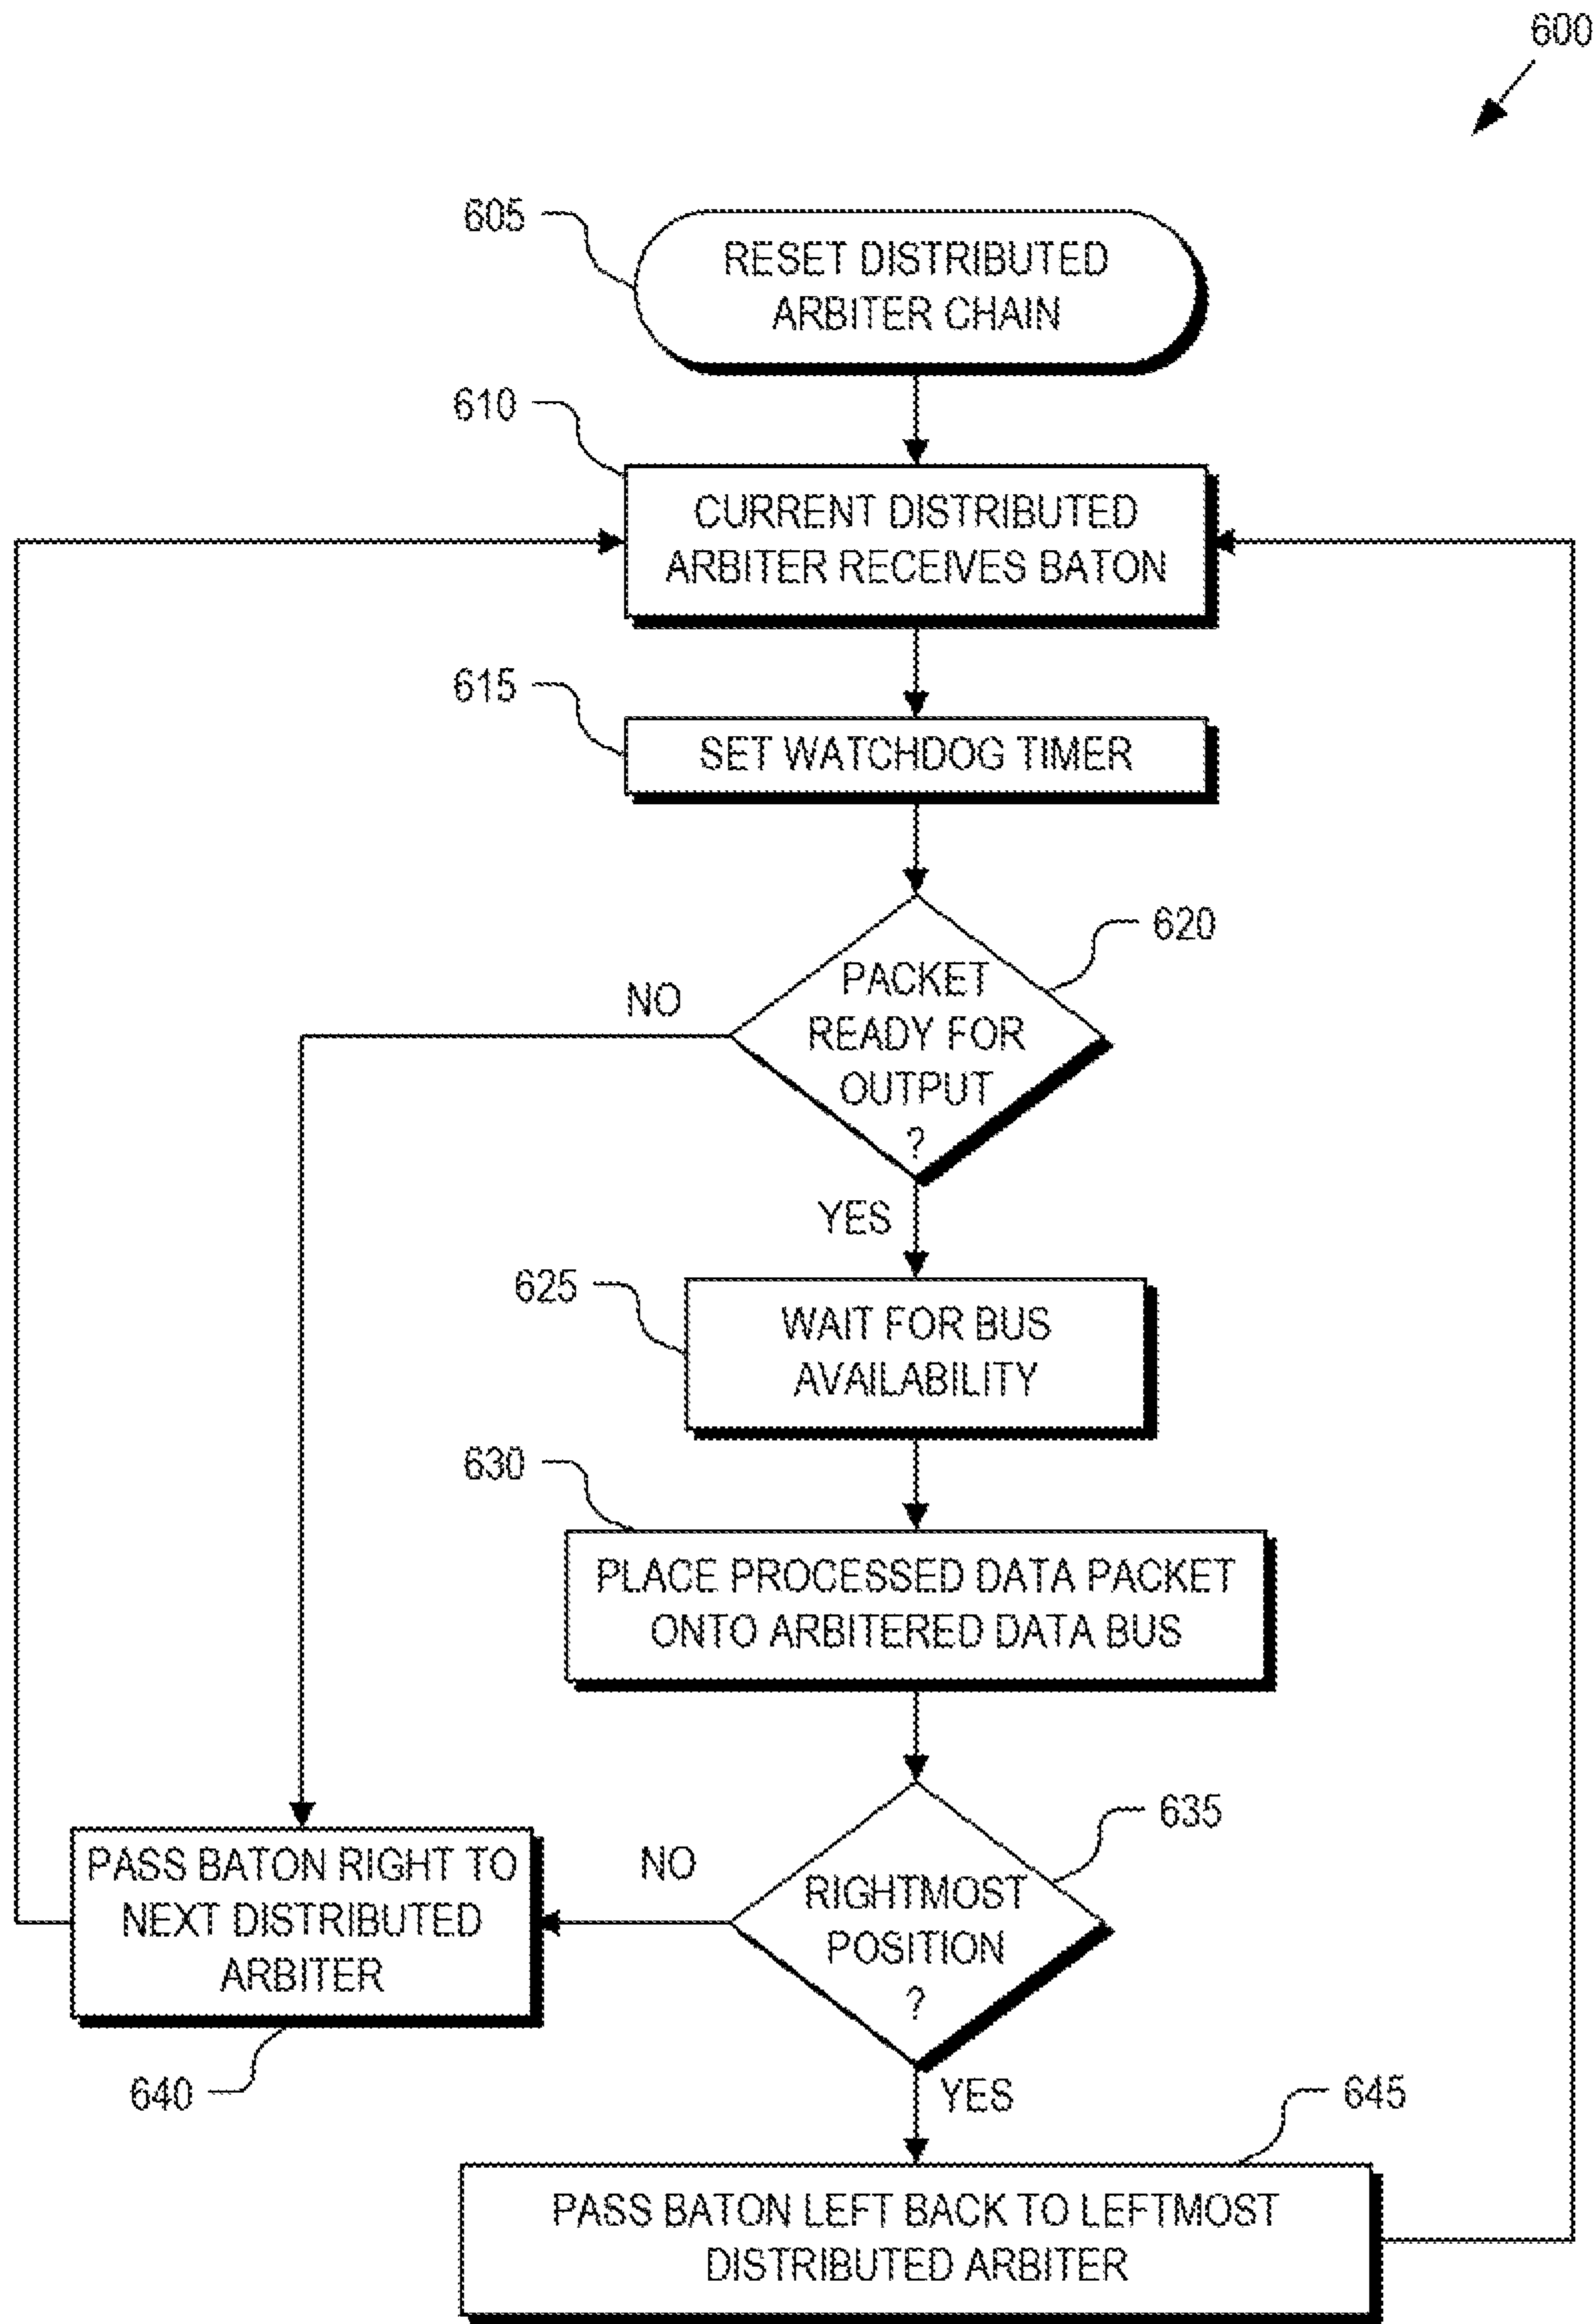 600
605
RESET DISTRIBUTED
ARBITER CHAIN
610
CURRENT DISTRIBUTED
ARBITER RECEIVES BATON
615
SET WATCHDOG TIMER
620
PACKET
READY FOR
OUTPUT
?
NO
YES
625
WAIT FOR BUS
AVAILABILITY
630
PLACE PROCESSED DATA PACKET
ONTO ARBITERED DATA BUS
635
RIGHTMOST
POSITION
?
NO
PASS BATON RIGHT TO
NEXT DISTRIBUTED
ARBITER
640
YES
645
PASS BATON LEFT BACK TO LEFTMOST
DISTRIBUTED ARBITER